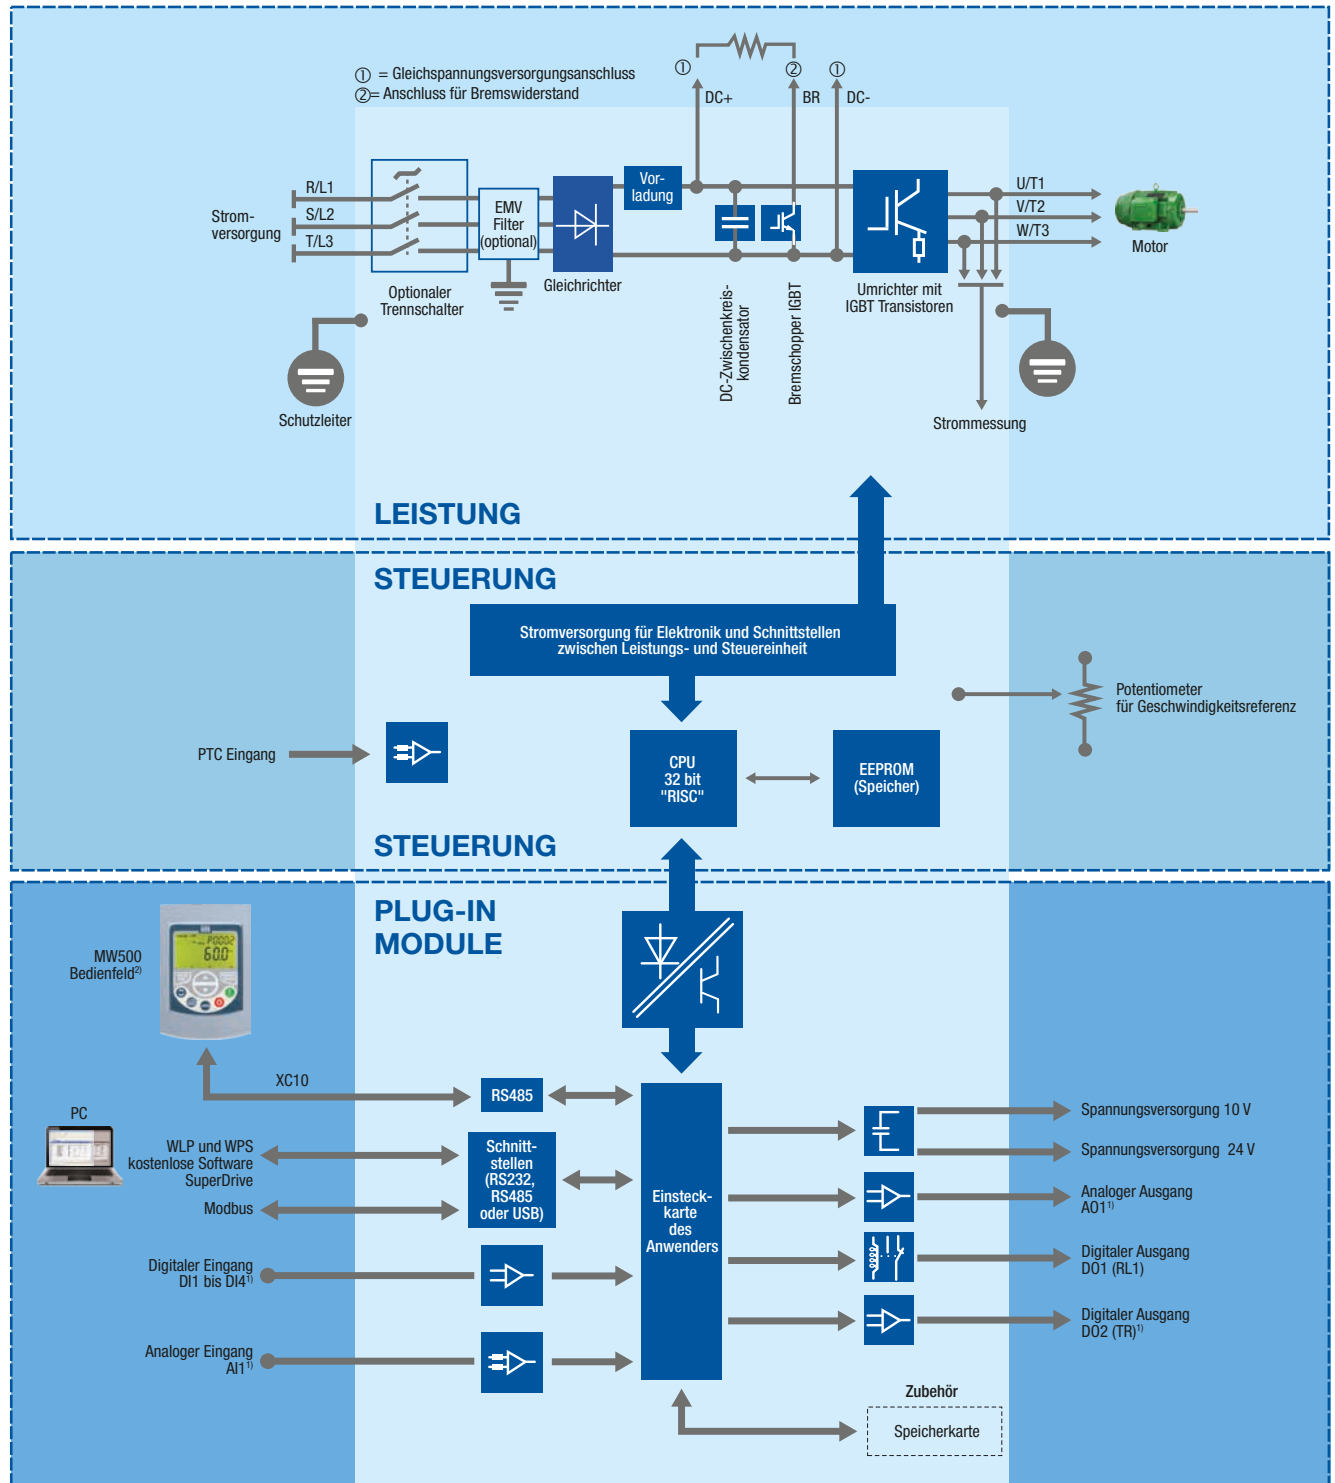 ① = Gleichspannungsversorgungsanschluss
②= Anschluss für Bremswiderstand
①
②
①
DC+
BR
DC-
Strom-
versorgung
R/L1
S/L2
T/L3
EMV
Filter
(optional)
Vor-
ladung
U/T1
V/T2
W/T3
Motor
Optionaler
Trennschalter
Gleichrichter
DC-Zwischenkreis-
kondensator
Bremschopper IGBT
Umrichter mit
IGBT Transistoren
Schutzleiter
Strommessung
LEISTUNG
STEUERUNG
Stromversorgung für Elektronik und Schnittstellen
zwischen Leistungs- und Steuereinheit
Potentiometer
für Geschwindigkeitsreferenz
PTC Eingang
CPU
32 bit
"RISC"
EEPROM
(Speicher)
STEUERUNG
PLUG-IN
MODULE
MW500
Bedienfeld2)
P0002
60.0
XC10
RS485
PC
WLP und WPS
kostenlose Software
SuperDrive
Modbus
Schnitt-
stellen
(RS232,
RS485
oder USB)
Digitaler Eingang
DI1 bis DI41)
Analoger Eingang
AI11)
Einsteck-
karte
des
Anwenders
Spannungsversorgung 10 V
Spannungsversorgung 24 V
Analoger Ausgang
AO11)
Digitaler Ausgang
DO1 (RL1)
Digitaler Ausgang
DO2 (TR)1)
Zubehör
Speicherkarte